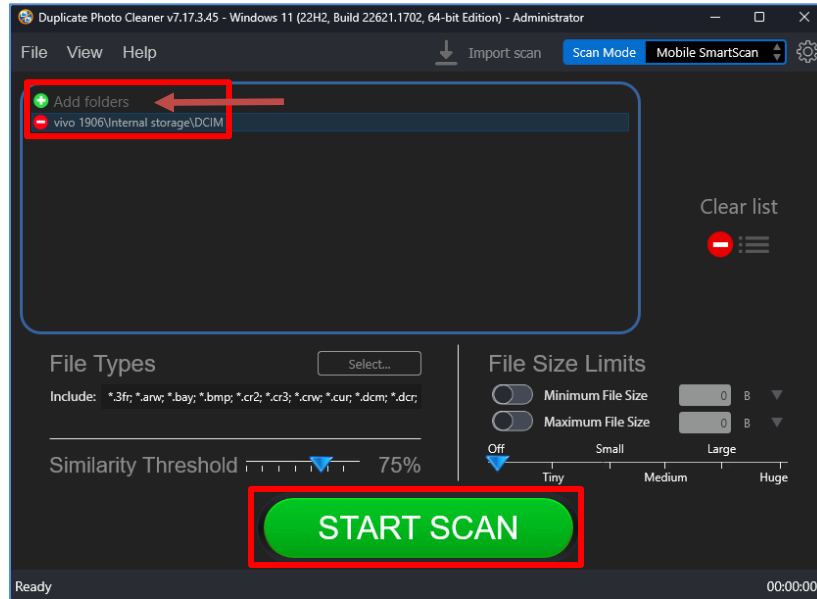 Duplicate Photo Cleaner v7.17.3.45 - Windows 11 (22H2, Build 22621.1702, 64-bit Edition) - Administrator
File View Help Import scan Scan Mode Mobile SmartScan
Add folders
vivo 1906\Internal storage\DCIM
Clear list
File Types Select...
Include: *.3fr; *.arw; *.bay; *.bmp; *.cr2; *.cr3; *.crw; *.cur; *.dcm; *.dcr;
Similarity Threshold 75%
File Size Limits
Minimum File Size 0 B
Maximum File Size 0 B
Off Small Large
Tiny Medium Huge
START SCAN
Ready 00:00:00